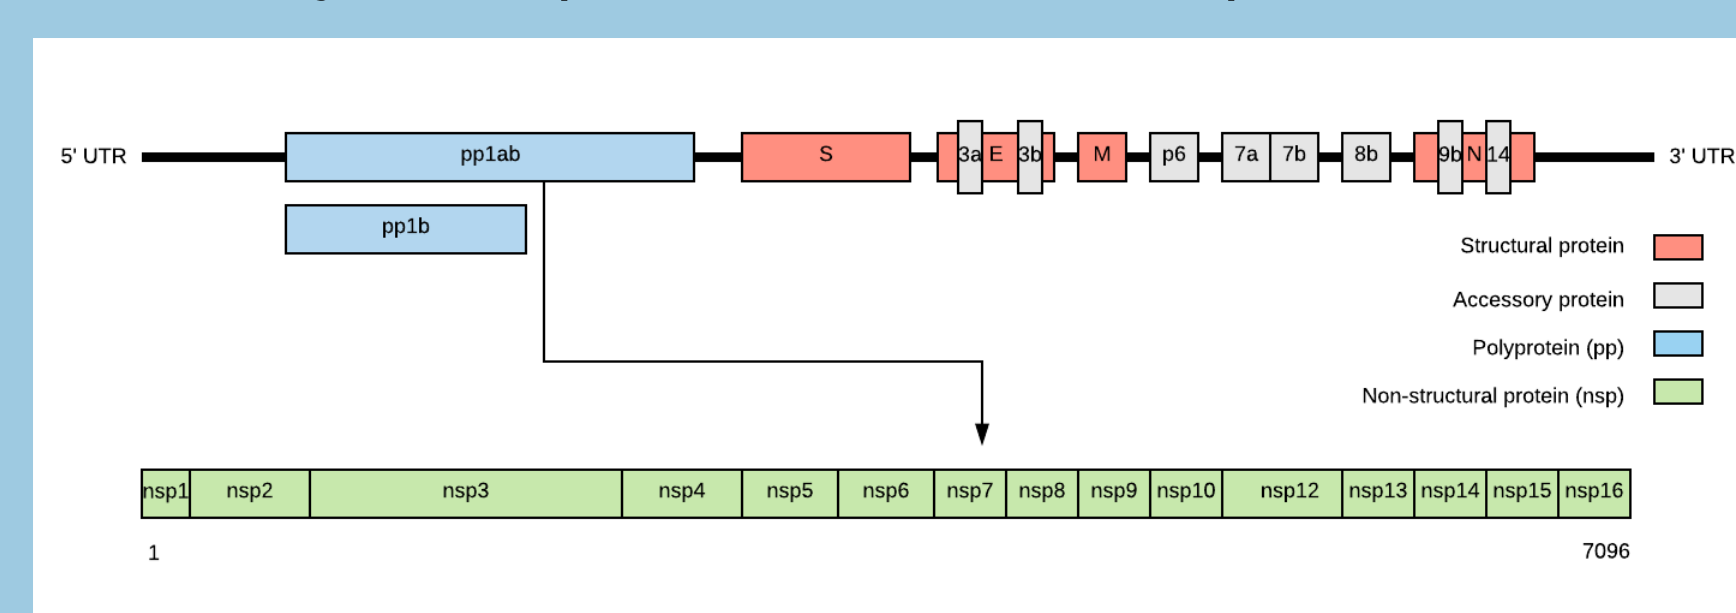 5' UTR pp1ab S 3a E 3b M p6 7a 7b 8b 9b N 14 3' UTR
pp1b
Structural protein
Accessory protein
Polyprotein (pp)
Non-structural protein (nsp)
nsp1 nsp2 nsp3 nsp4 nsp5 nsp6 nsp7 nsp8 nsp9 nsp10 nsp12 nsp13 nsp14 nsp15 nsp16
1 7096